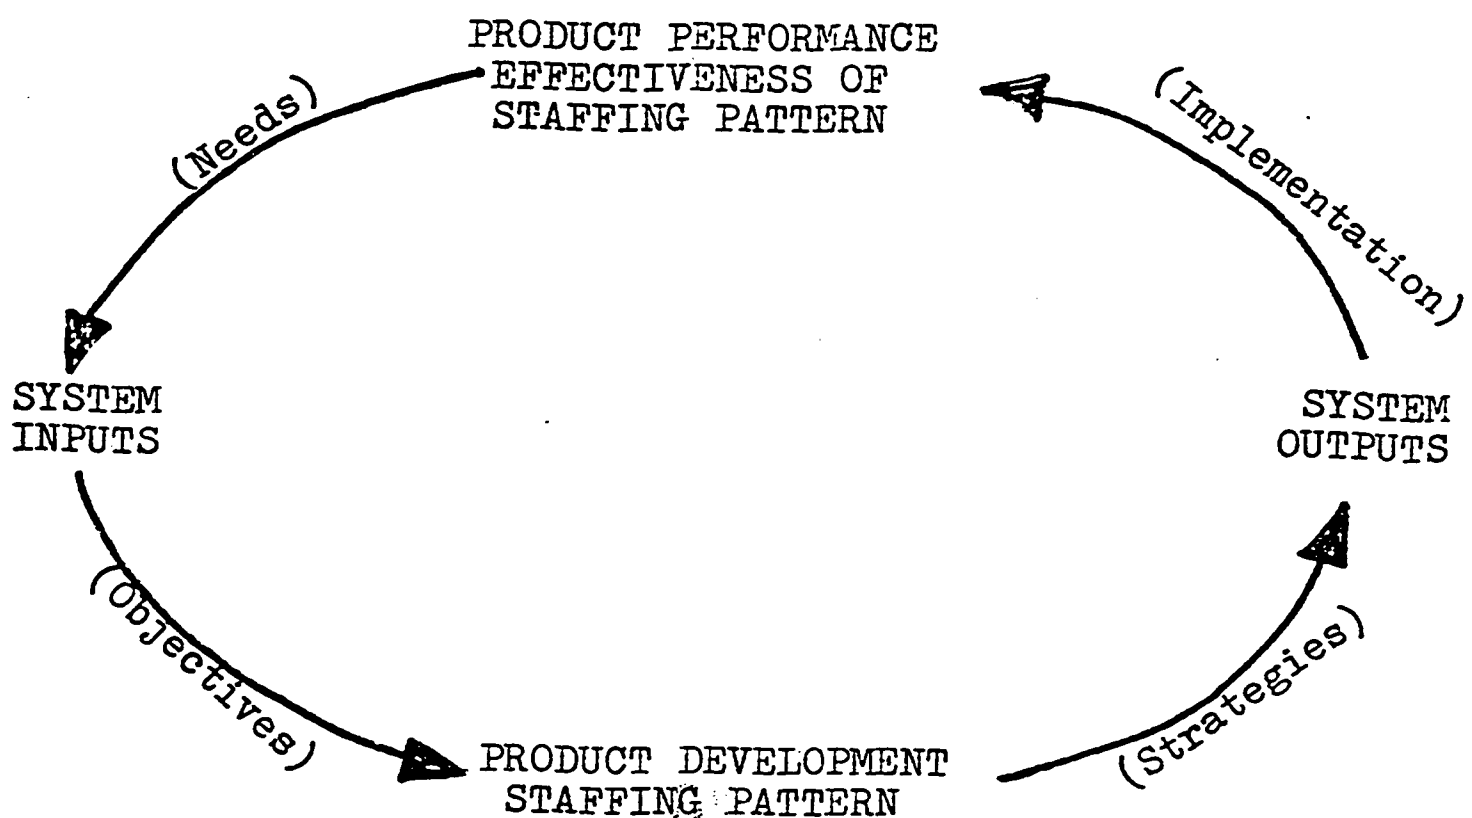 PRODUCT PERFORMANCE
EFFECTIVENESS OF
STAFFING PATTERN
(Needs)
(Implementation)
SYSTEM
INPUTS
SYSTEM
OUTPUTS
(Objectives)
(Strategies)
PRODUCT DEVELOPMENT
STAFFING PATTERN